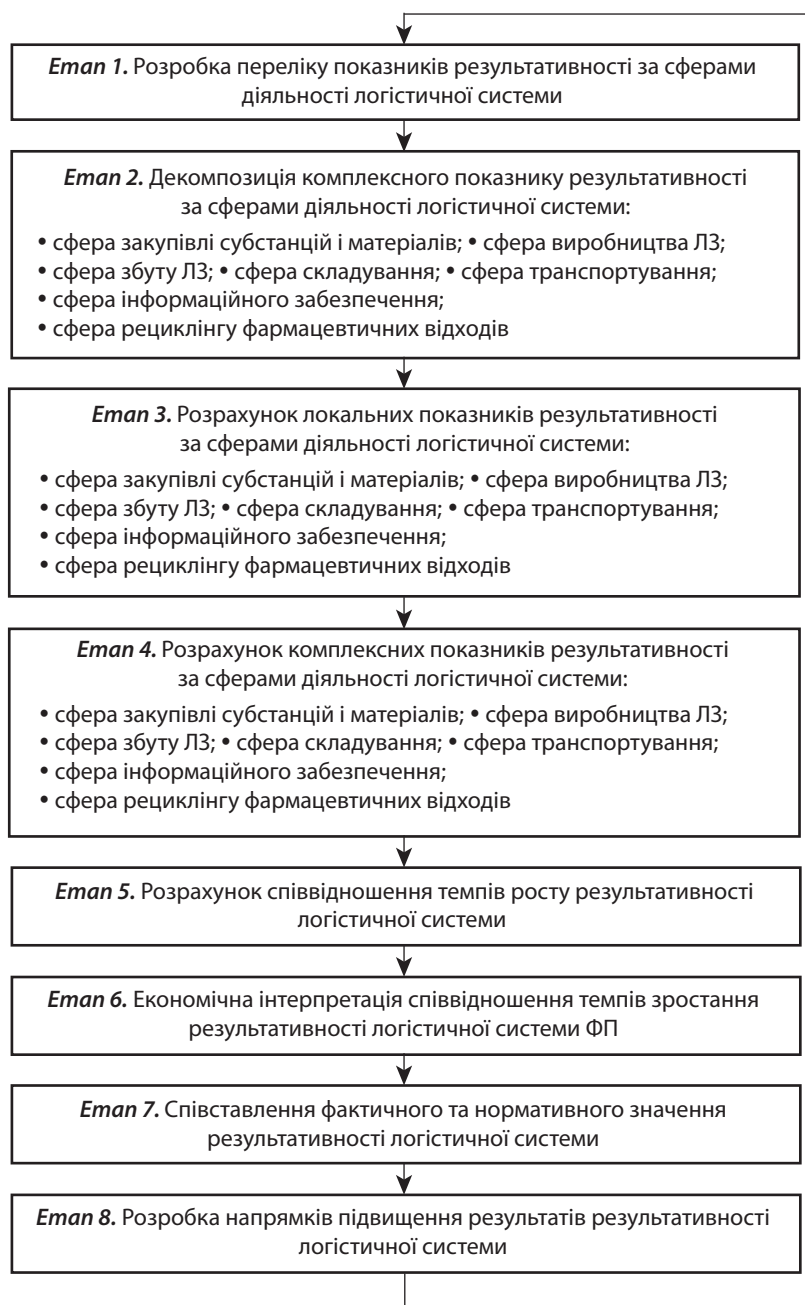 Етап 1. Розробка переліку показників результативності за сферами
діяльності логістичної системи
Етап 2. Декомпозиція комплексного показнику результативності
за сферами діяльності логістичної системи:
• сфера закупівлі субстанцій і матеріалів; • сфера виробництва ЛЗ;
• сфера збуту ЛЗ; • сфера складування; • сфера транспортування;
• сфера інформаційного забезпечення;
• сфера рециклінгу фармацевтичних відходів
Етап 3. Розрахунок локальних показників результативності
за сферами діяльності логістичної системи:
• сфера закупівлі субстанцій і матеріалів; • сфера виробництва ЛЗ;
• сфера збуту ЛЗ; • сфера складування; • сфера транспортування;
• сфера інформаційного забезпечення;
• сфера рециклінгу фармацевтичних відходів
Етап 4. Розрахунок комплексних показників результативності
за сферами діяльності логістичної системи:
• сфера закупівлі субстанцій і матеріалів; • сфера виробництва ЛЗ;
• сфера збуту ЛЗ; • сфера складування; • сфера транспортування;
• сфера інформаційного забезпечення;
• сфера рециклінгу фармацевтичних відходів
Етап 5. Розрахунок співвідношення темпів росту результативності
логістичної системи
Етап 6. Економічна інтерпретація співвідношення темпів зростання
результативності логістичної системи ФП
Етап 7. Співставлення фактичного та нормативного значення
результативності логістичної системи
Етап 8. Розробка напрямків підвищення результатів результативності
логістичної системи